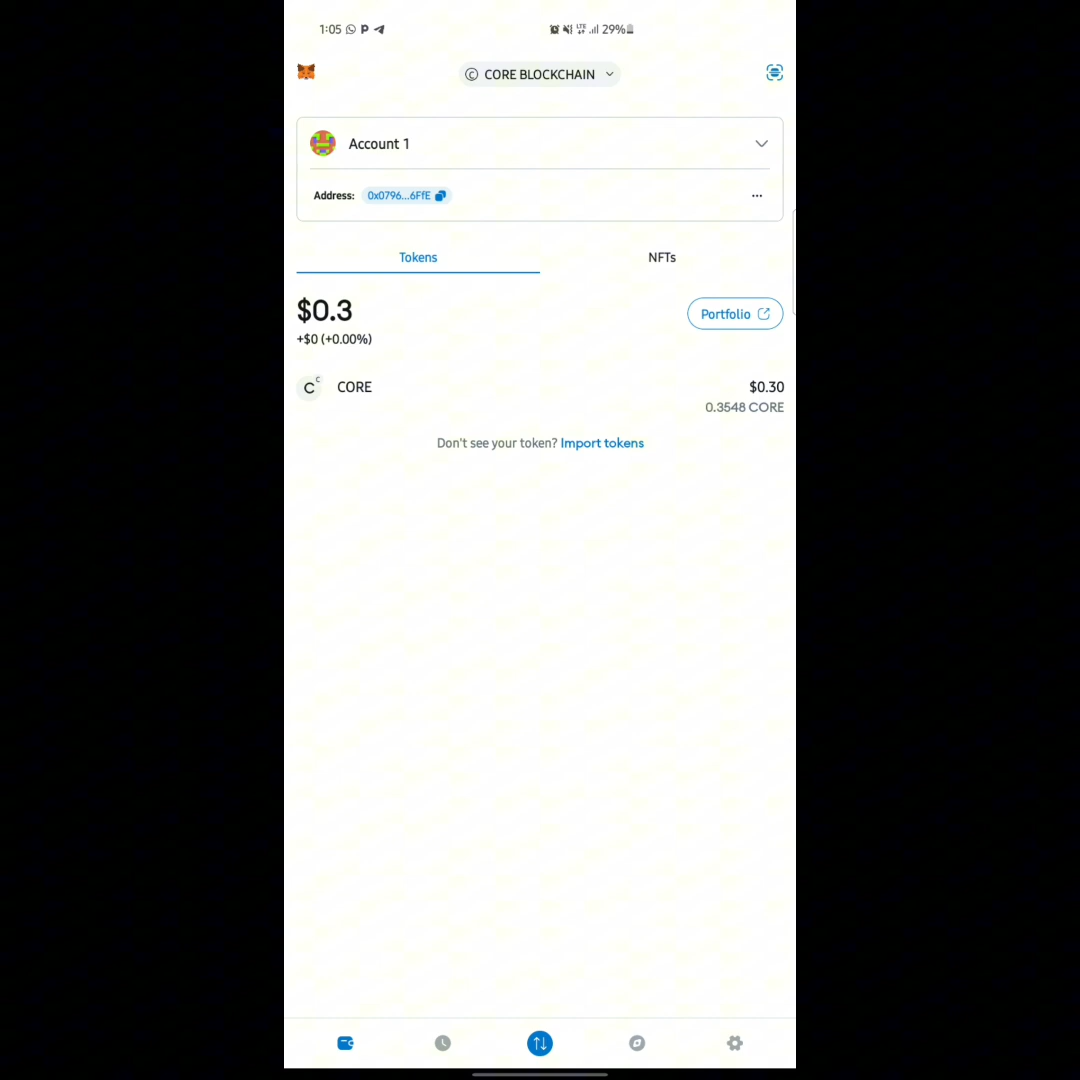 1:05 P LTE 29%
© CORE BLOCKCHAIN
Account 1
Address: 0x0796...6FfE ...
Tokens NFTs
$0.3
+$0 (+0.00%)
Portfolio
C C CORE $0.30
0.3548 CORE
Don't see your token? Import tokens